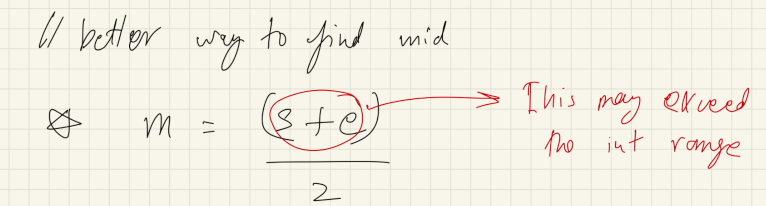 // better way to find mid
m = (s+e)
2
This may exceed
the int range